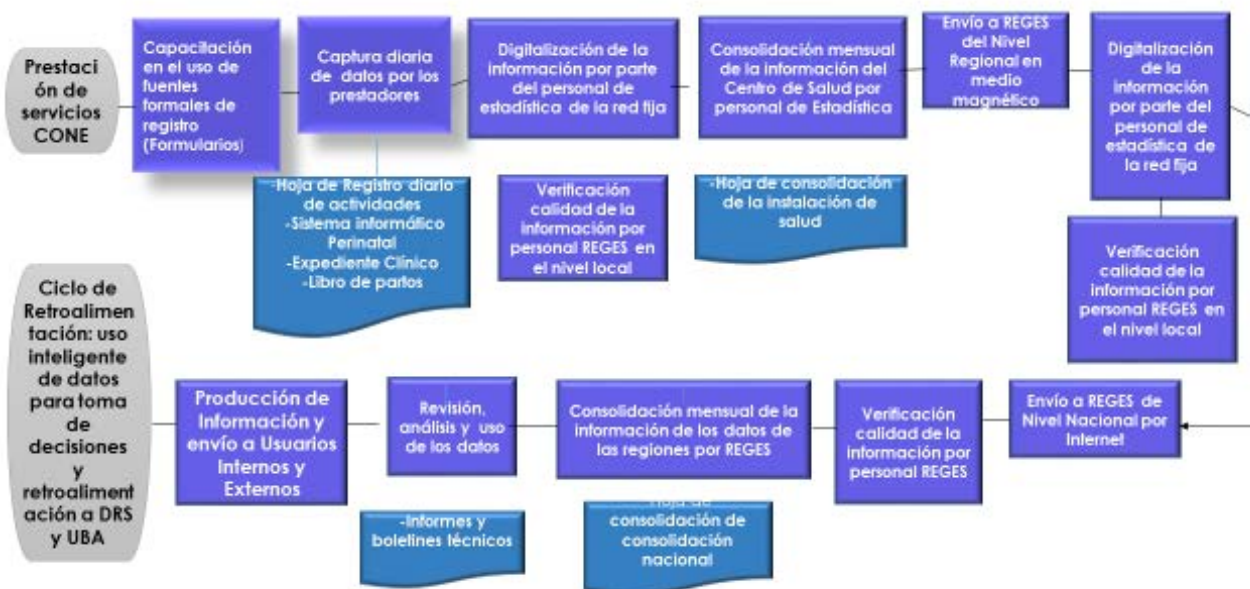 Prestaci
ón de
servicios
CONE
Capacitación
en el uso de
fuentes
formales de
registro
(Formularios)
Captura diaria
de datos por los
prestadores
Digitalización de la
información por parte
del personal de
estadística de la red fija
Consolidación mensual
de la información del
Centro de Salud por
personal de Estadística
Envío a REGES
del Nivel
Regional en
medio
magnético
Digitalización
de la
información
por parte del
personal de
estadística de
la red fija
-Hoja de Registro diario
de actividades
-Sistema informático
Perinatal
-Expediente Clínico
-Libro de partos
Verificación
calidad de la
información por
personal REGES en
el nivel local
-Hoja de consolidación
de la instalación de
salud
Verificación
calidad de la
información por
personal REGES en
el nivel local
Ciclo de
Retroalimen
tación: uso
inteligente
de datos
para toma
de
decisiones
y
retroaliment
ación a DRS
y UBA
Producción de
Información y
envío a Usuarios
Internos y
Externos
Revisión,
análisis y uso
de los datos
Consolidación mensual de la
información de los datos de
las regiones por REGES
Verificación
calidad de la
información por
personal REGES
Envío a REGES de
Nivel Nacional por
Internet
-Informes y
boletines técnicos
-Hoja de
consolidación de
consolidación
nacional